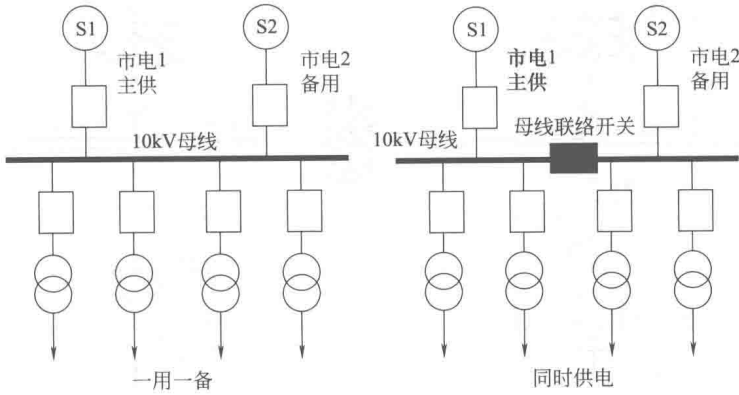 S1
市电1
主供
S2
市电2
备用
10kV母线
一用一备
S1
市电1
主供
S2
市电2
备用
10kV母线
母线联络开关
同时供电